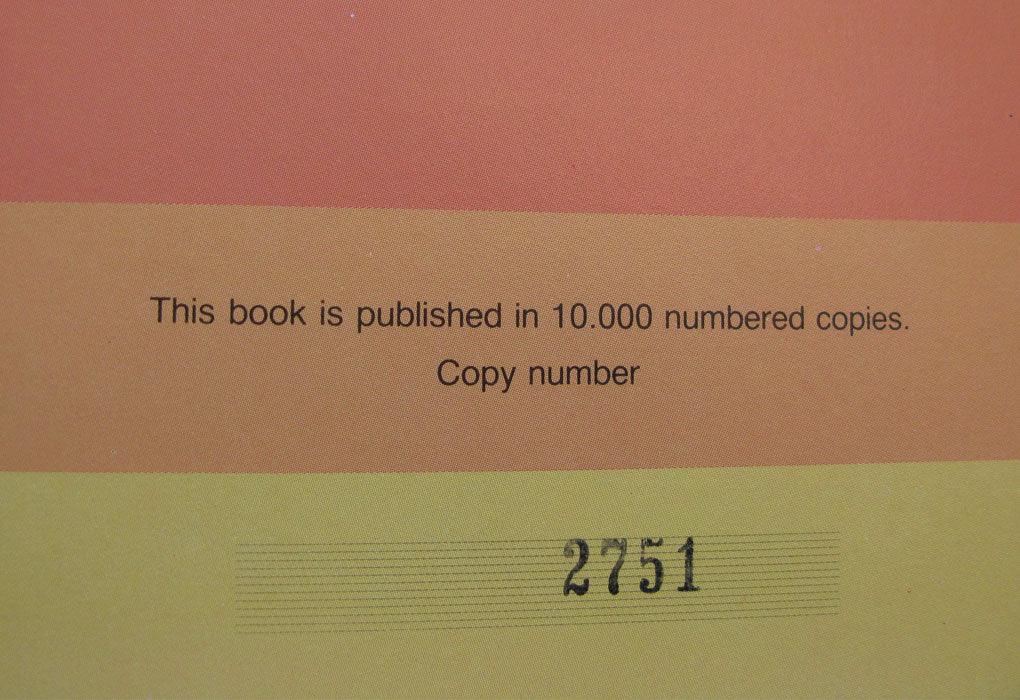 This book is published in 10.000 numbered copies.
Copy number
2751